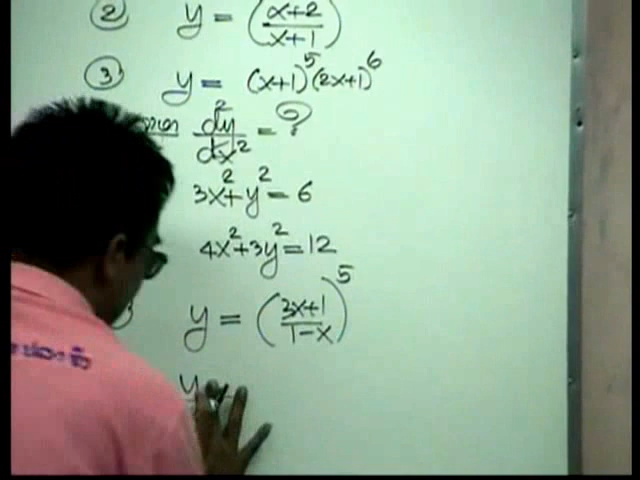 ② y = (x+2/x+1)
③ y = (x+1)⁵(2x+1)⁶
d²y/dx² = ?
3x²+y² = 6
4x²+3y² = 12
y = (3x+1/1-x)⁵
y